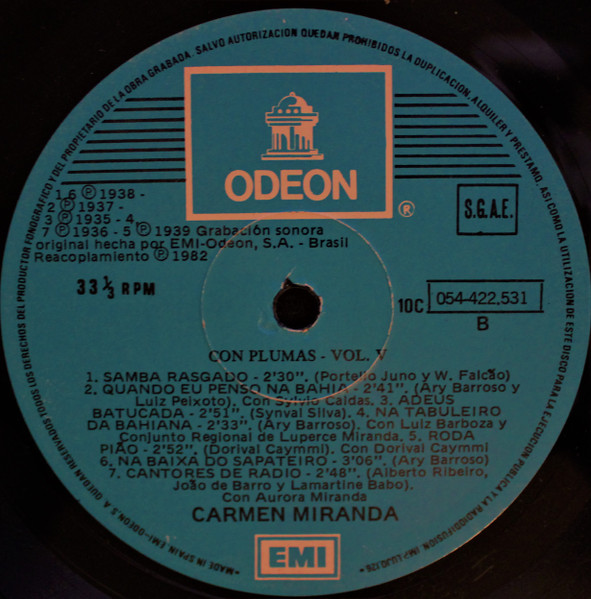 MADE IN SPAIN. EMI-ODEON, S.A. QUEDAN RESERVADOS TODOS LOS DERECHOS DEL PRODUCTOR FONOGRAFICO Y DEL PROPIETARIO DE LA OBRA GRABADA. SALVO AUTORIZACION QUEDAN PROHIBIDOS LA DUPLICACION, ALQUILER Y PRESTAMO, ASI COMO LA UTILIZACION DE ESTE DISCO PARA LA EJECUCION PUBLICA Y LA RADIODIFUSION.
ODEON
®
S.G.A.E.
1,6 ℗ 1938 -
2 ℗ 1937 -
3 ℗ 1935 - 4,
7 ℗ 1936 - 5 ℗ 1939 Grabación sonora
original hecha por EMI-Odeon, S.A. - Brasil
Reacoplamiento ℗ 1982
33 1/3 RPM
10C 054-422.531
B
CON PLUMAS - VOL. V
1. SAMBA RASGADO - 2'30". (Portello Juno y W. Falcão)
2. QUANDO EU PENSO NA BAHIA - 2'41". (Ary Barroso y
Luiz Peixoto). Con Sylvio Caldas. 3. ADEUS
BATUCADA - 2'51". (Synval Silva). 4. NA TABULEIRO
DA BAHIANA - 2'33". (Ary Barroso). Con Luiz Barboza y
Conjunto Regional de Luperce Miranda. 5. RODA
PIÃO - 2'52". (Dorival Caymmi). Con Dorival Caymmi
6. NA BAIXA DO SAPATEIRO - 3'06". (Ary Barroso)
7. CANTORES DE RADIO - 2'48". (Alberto Ribeiro,
João de Barro y Lamartine Babo).
Con Aurora Miranda
CARMEN MIRANDA
EMI